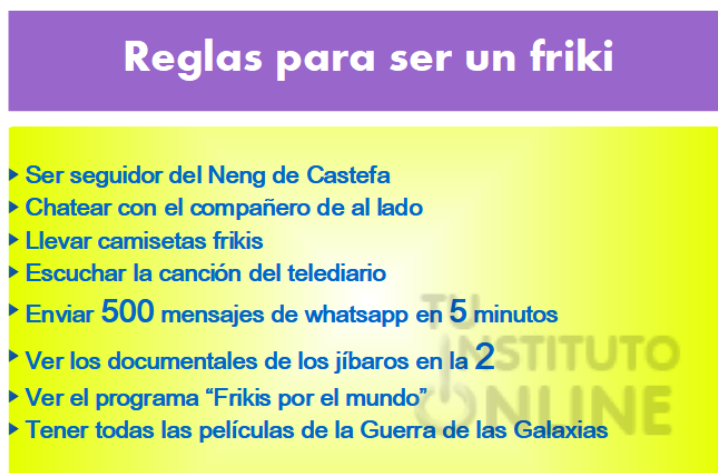 Reglas para ser un friki
Ser seguidor del Neng de Castefa
Chatear con el compañero de al lado
Llevar camisetas frikis
Escuchar la canción del telediario
Enviar 500 mensajes de whatsapp en 5 minutos
Ver los documentales de los jíbaros en la 2
Ver el programa “Frikis por el mundo”
Tener todas las películas de la Guerra de las Galaxias
TU
INSTITUTO
ONLINE